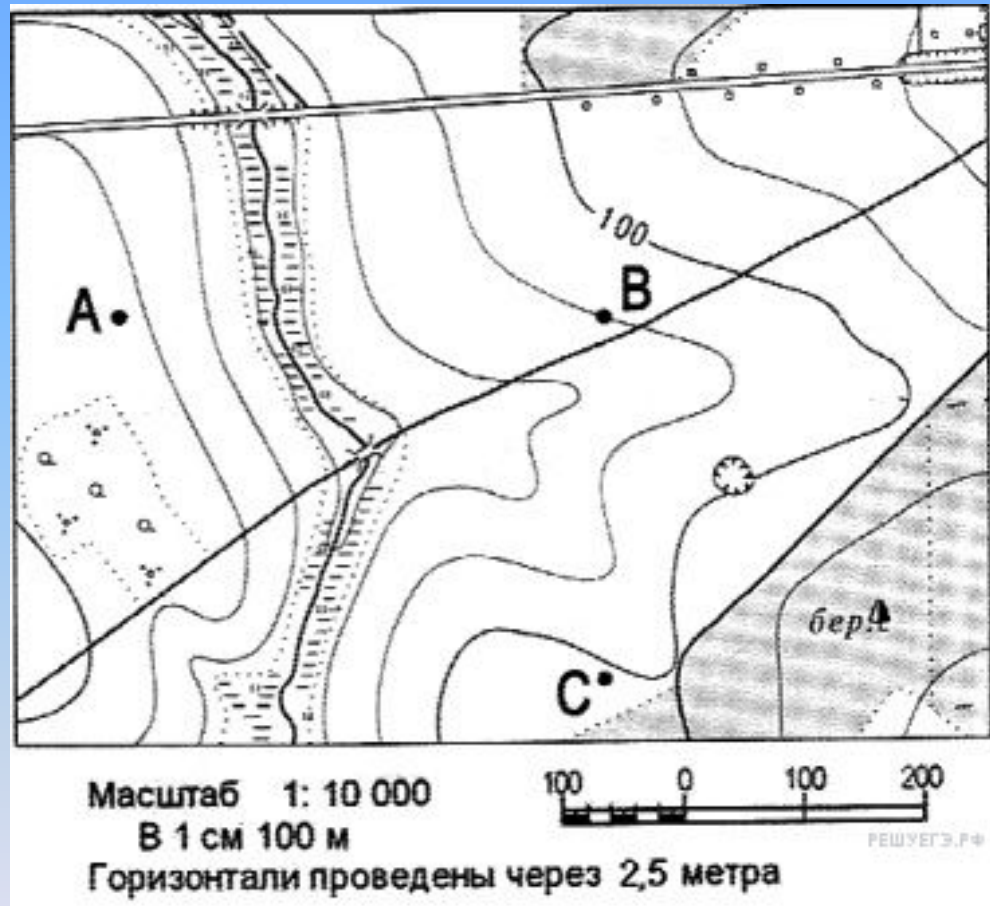 100
А
В
бер.
С
Масштаб 1: 10 000
В 1 см 100 м
100 0 100 200
РЕШУЕГЭ.РФ
Горизонтали проведены через 2,5 метра